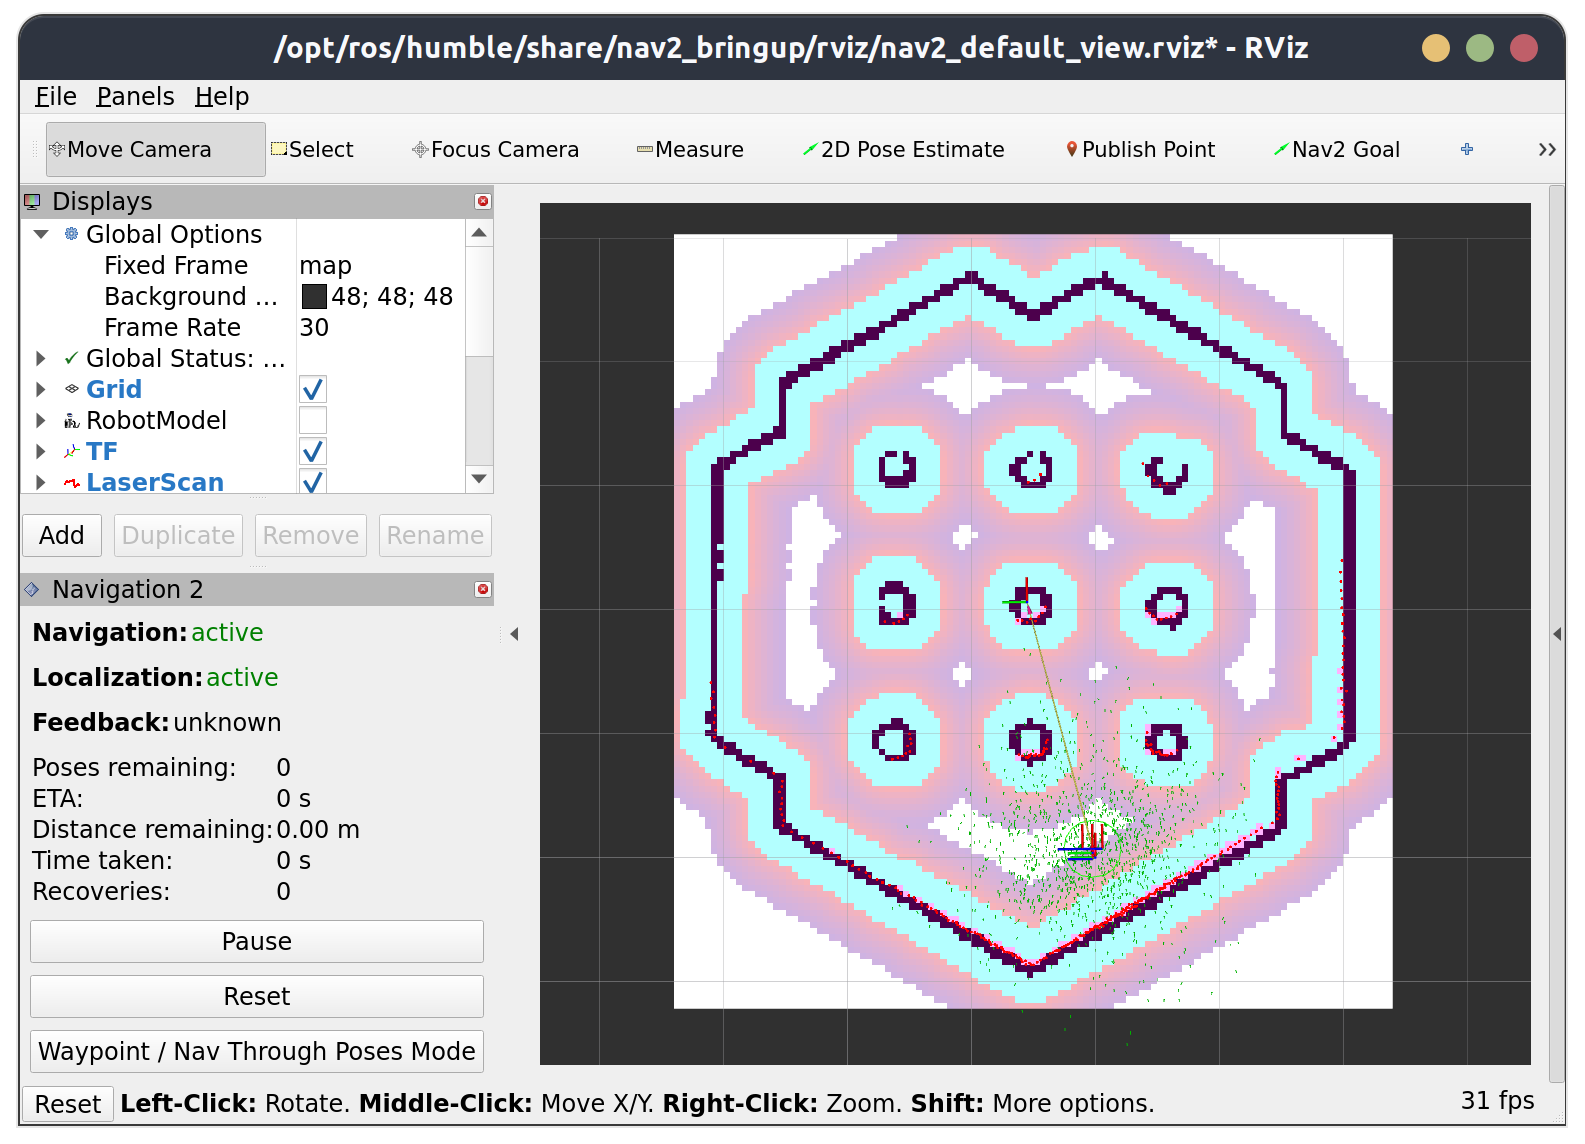 /opt/ros/humble/share/nav2_bringup/rviz/nav2_default_view.rviz* - RViz
File Panels Help
Move Camera Select Focus Camera Measure 2D Pose Estimate Publish Point Nav2 Goal
Displays
Global Options
Fixed Frame map
Background ... 48; 48; 48
Frame Rate 30
Global Status: ...
Grid
RobotModel
TF
LaserScan
Add Duplicate Remove Rename
Navigation 2
Navigation: active
Localization: active
Feedback: unknown
Poses remaining: 0
ETA: 0 s
Distance remaining: 0.00 m
Time taken: 0 s
Recoveries: 0
Pause
Reset
Waypoint / Nav Through Poses Mode
Reset Left-Click: Rotate. Middle-Click: Move X/Y. Right-Click: Zoom. Shift: More options. 31 fps